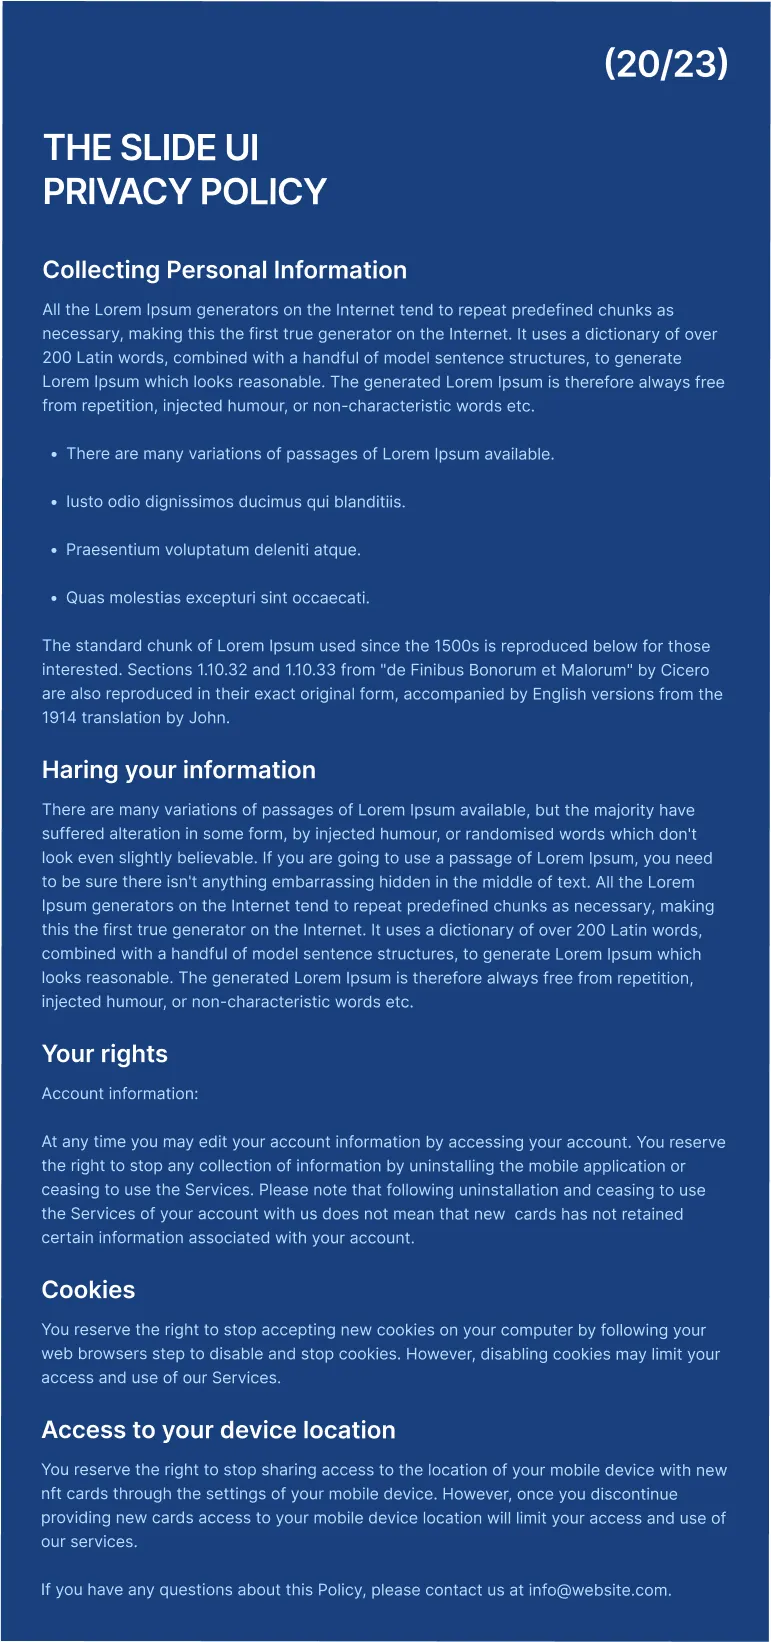 (20/23)
THE SLIDE UI
PRIVACY POLICY
Collecting Personal Information
All the Lorem Ipsum generators on the Internet tend to repeat predefined chunks as
necessary, making this the first true generator on the Internet. It uses a dictionary of over
200 Latin words, combined with a handful of model sentence structures, to generate
Lorem Ipsum which looks reasonable. The generated Lorem Ipsum is therefore always free
from repetition, injected humour, or non-characteristic words etc.
• There are many variations of passages of Lorem Ipsum available.
• Iusto odio dignissimos ducimus qui blanditiis.
• Praesentium voluptatum deleniti atque.
• Quas molestias excepturi sint occaecati.
The standard chunk of Lorem Ipsum used since the 1500s is reproduced below for those
interested. Sections 1.10.32 and 1.10.33 from "de Finibus Bonorum et Malorum" by Cicero
are also reproduced in their exact original form, accompanied by English versions from the
1914 translation by John.
Haring your information
There are many variations of passages of Lorem Ipsum available, but the majority have
suffered alteration in some form, by injected humour, or randomised words which don't
look even slightly believable. If you are going to use a passage of Lorem Ipsum, you need
to be sure there isn't anything embarrassing hidden in the middle of text. All the Lorem
Ipsum generators on the Internet tend to repeat predefined chunks as necessary, making
this the first true generator on the Internet. It uses a dictionary of over 200 Latin words,
combined with a handful of model sentence structures, to generate Lorem Ipsum which
looks reasonable. The generated Lorem Ipsum is therefore always free from repetition,
injected humour, or non-characteristic words etc.
Your rights
Account information:
At any time you may edit your account information by accessing your account. You reserve
the right to stop any collection of information by uninstalling the mobile application or
ceasing to use the Services. Please note that following uninstallation and ceasing to use
the Services of your account with us does not mean that new  cards has not retained
certain information associated with your account.
Cookies
You reserve the right to stop accepting new cookies on your computer by following your
web browsers step to disable and stop cookies. However, disabling cookies may limit your
access and use of our Services.
Access to your device location
You reserve the right to stop sharing access to the location of your mobile device with new
nft cards through the settings of your mobile device. However, once you discontinue
providing new cards access to your mobile device location will limit your access and use of
our services.
If you have any questions about this Policy, please contact us at info@website.com.